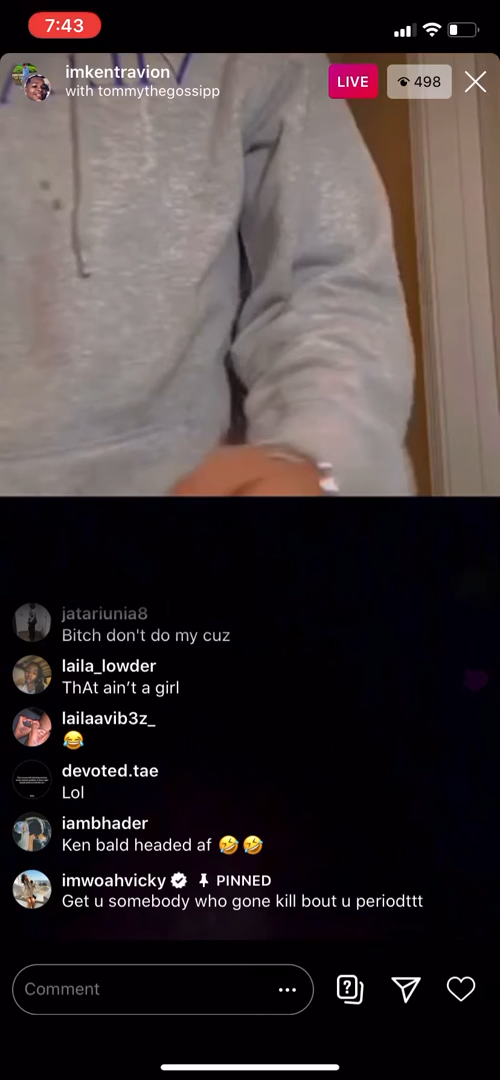 7:43
imkentravion
with tommythegossipp
LIVE
498
jatariunia8
Bitch don't do my cuz
laila_lowder
ThAt ain’t a girl
lailaavib3z_
😂
devoted.tae
Lol
iambhader
Ken bald headed af 🤣🤣
imwoahvicky PINNED
Get u somebody who gone kill bout u periodttt
Comment